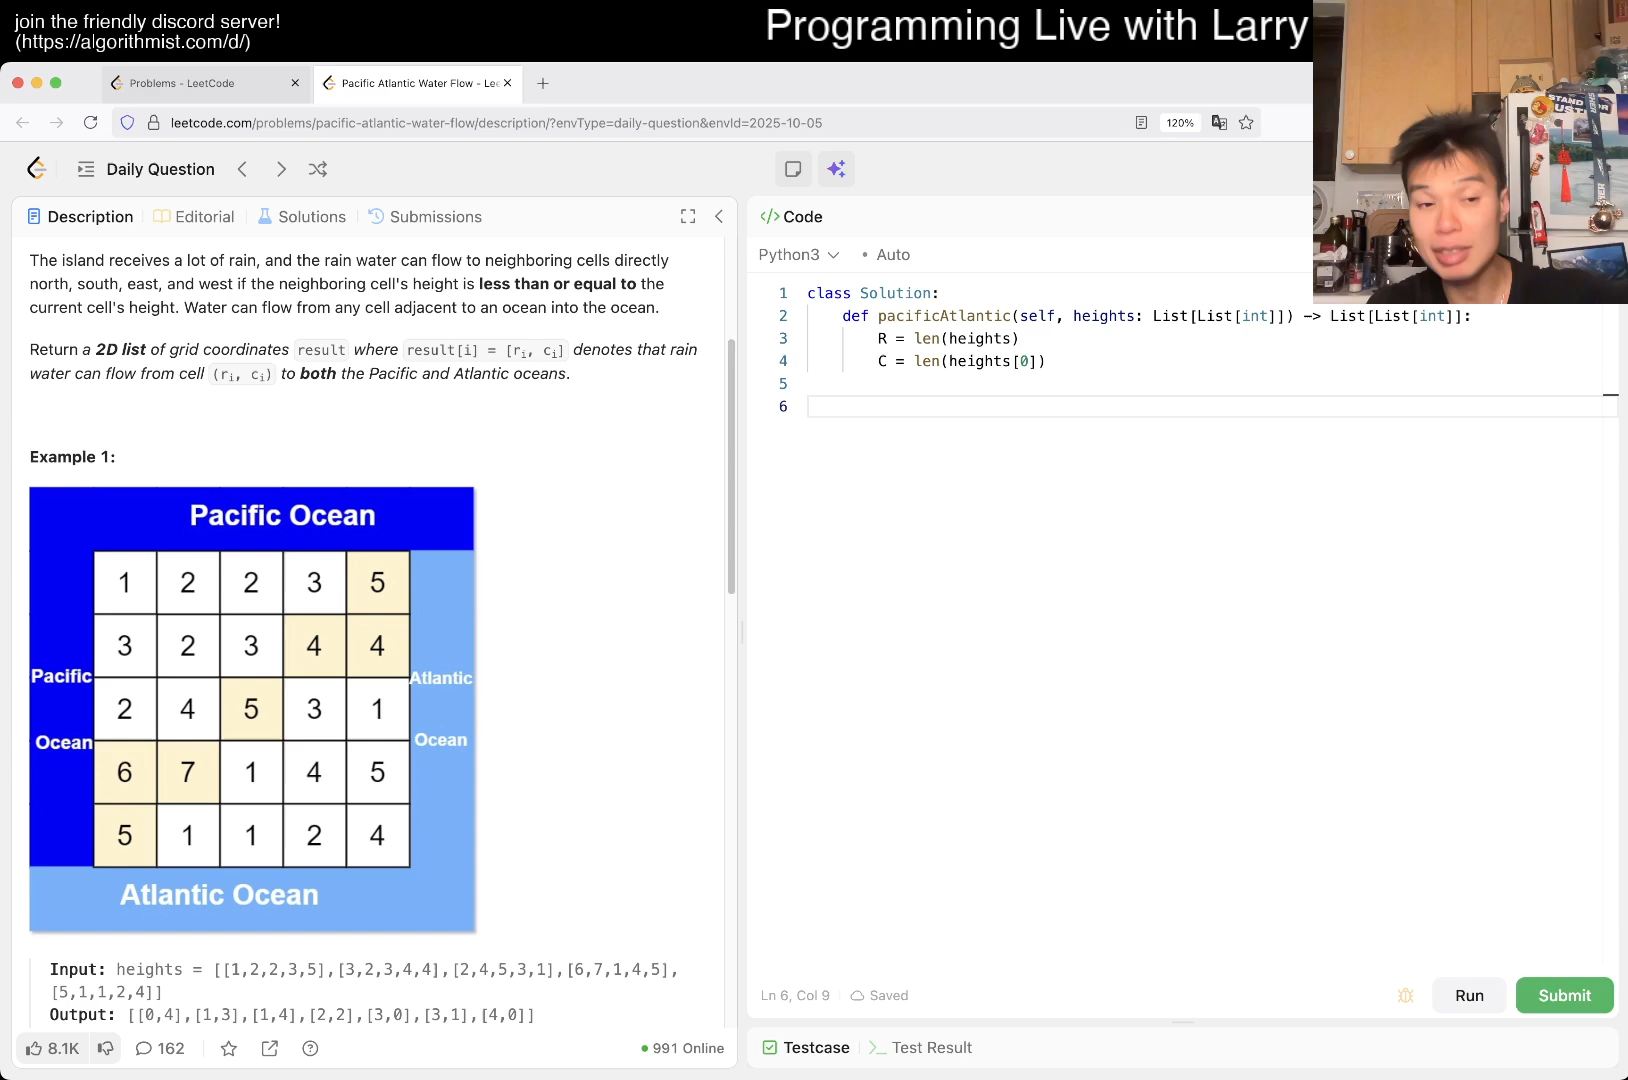 join the friendly discord server!
(https://algorithmist.com/d/)
Programming Live with Larry
Problems - LeetCode
Pacific Atlantic Water Flow - Lee
leetcode.com/problems/pacific-atlantic-water-flow/description/?envType=daily-question&envId=2025-10-05
120%
Daily Question
Description
Editorial
Solutions
Submissions
The island receives a lot of rain, and the rain water can flow to neighboring cells directly
north, south, east, and west if the neighboring cell's height is less than or equal to the
current cell's height. Water can flow from any cell adjacent to an ocean into the ocean.
Return a 2D list of grid coordinates result where result[i] = [ri, ci] denotes that rain
water can flow from cell (ri, ci) to both the Pacific and Atlantic oceans.
Example 1:
Pacific Ocean
1 2 2 3 5
3 2 3 4 4
Pacific
Atlantic
2 4 5 3 1
Ocean
Ocean
6 7 1 4 5
5 1 1 2 4
Atlantic Ocean
Input: heights = [[1,2,2,3,5],[3,2,3,4,4],[2,4,5,3,1],[6,7,1,4,5],
[5,1,1,2,4]]
Output: [[0,4],[1,3],[1,4],[2,2],[3,0],[3,1],[4,0]]
8.1K
162
991 Online
</> Code
Python3
Auto
1 class Solution:
2 def pacificAtlantic(self, heights: List[List[int]]) -> List[List[int]]:
3 R = len(heights)
4 C = len(heights[0])
5
6
Ln 6, Col 9
Saved
Run
Submit
Testcase
Test Result